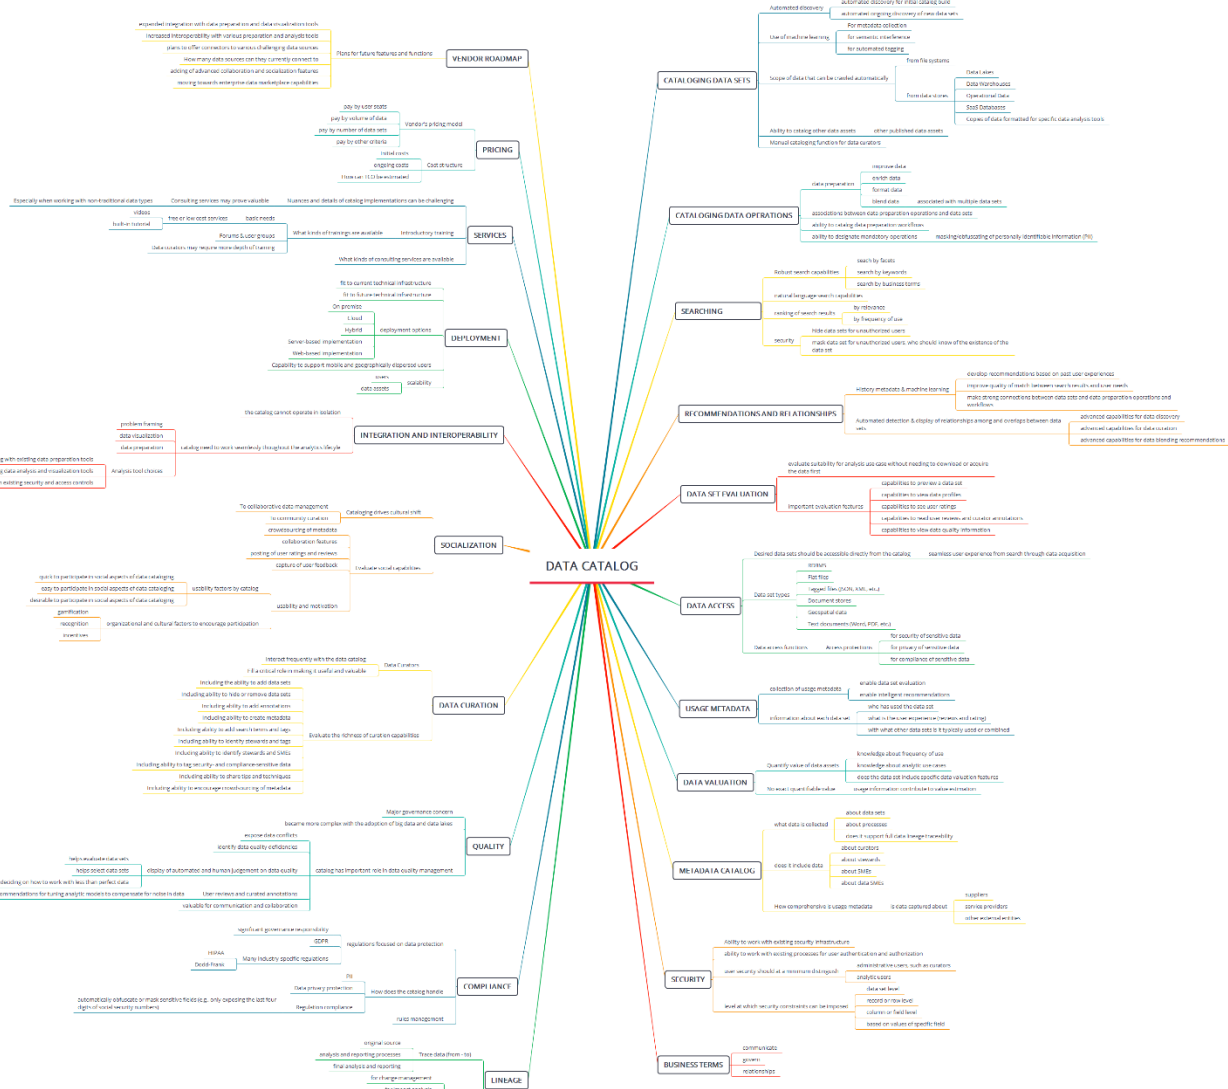 DATA CATALOG
VENDOR ROADMAP
Plans for future features and functions
expanded integration with data preparation and data visualization tools
increased interoperability with various preparation and analysis tools
plans to offer connectors to various challenging data sources
How many data sources can they currently connect to
adding of advanced collaboration and socialization features
moving towards enterprise data marketplace capabilities
PRICING
Vendor's pricing model
pay by user seats
pay by volume of data
pay by number of data sets
pay by other criteria
Cost structure
initial costs
ongoing costs
How can TCO be estimated
SERVICES
Nuances and details of catalog implementations can be challenging
Consulting services may prove valuable
Especially when working with non-traditional data types
Introductory training
What kinds of trainings are available
basic needs
free or low cost services
videos
built-in tutorial
Forums & user groups
Data curators may require more depth of training
What kinds of consulting services are available
DEPLOYMENT
fit to current technical infrastructure
fit to future technical infrastructure
deployment options
On-premise
Cloud
Hybrid
Server-based implementation
Web-based implementation
Capability to support mobile and geographically dispersed users
scalability
users
data assets
INTEGRATION AND INTEROPERABILITY
the catalog cannot operate in isolation
catalog need to work seamlessly thoughout the analytics lifecyle
problem framing
data visualization
data preparation
Analysis tool choices
with existing data preparation tools
data analysis and visualization tools
existing security and access controls
SOCIALIZATION
Cataloging drives cultural shift
To collaborative data management
To community curation
Evaluate social capabilities
crowdsourcing of metadata
collaboration features
posting of user ratings and reviews
capture of user feedback
usability and motivation
usability factors by catalog
quick to participate in social aspects of data cataloging
easy to participate in social aspects of data cataloging
desirable to participate in social aspects of data cataloging
organizational and cultural factors to encourage participation
gamification
recognition
incentives
DATA CURATION
Data Curators
interact frequently with the data catalog
critical role in making it useful and valuable
Evaluate the richness of curation capabilities
Including the ability to add data sets
Including ability to hide or remove data sets
Including ability to add annotations
Including ability to create metadata
Including ability to add search terms and tags
Including ability to identify stewards and tags
Including ability to identify stewards and SMEs
Including ability to tag security- and compliance-sensitive data
Including ability to share tips and techniques
Including ability to encourage crowdsourcing of metadata
QUALITY
Major governance concern
became more complex with the adoption of big data and data lakes
catalog has important role in data quality management
expose data conflicts
identify data quality deficiencies
display of automated and human judgement on data quality
helps evaluate data sets
helps select data sets
deciding on how to work with less than perfect data
User reviews and curated annotations
for tuning analytic models to compensate for noise in data
valuable for communication and collaboration
COMPLIANCE
regulations focused on data protection
significant governance responsibility
GDPR
Many industry specific regulations
HIPAA
Dodd-Frank
How does the catalog handle
PII
Data privacy protection
Regulation compliance
automatically obfuscate or mask sensitive fields (e.g. only exposing the last four
digits of social security numbers)
rules management
LINEAGE
Trace data (from - to)
original source
analysis and reporting processes
final analysis and reporting
for change management
CATALOGING DATA SETS
Automated discovery
automated discovery for initial catalog build
automated ongoing discovery of new data sets
Use of machine learning
For metadata collection
for semantic interference
for automated tagging
Scope of data that can be crawled automatically
from file systems
from data stores
Data Lakes
Data Warehouses
Operational Data
SaaS Databases
Copies of data formatted for specific data analysis tools
Ability to catalog other data assets
other published data assets
Manual cataloging function for data curators
CATALOGING DATA OPERATIONS
data preparation
improve data
enrich data
format data
blend data
associated with multiple data sets
associations between data preparation operations and data sets
ability to catalog data preparation workflows
ability to designate mandatory operations
masking/obfuscating of personally identifiable information (PII)
SEARCHING
Robust search capabilities
seach by facets
search by keywords
search by business terms
natural language search capabilities
ranking of search results
by relevance
by frequency of use
security
hide data sets for unauthorized users
mask data set for unauthorized users, who should know of the existence of the
data set
RECOMMENDATIONS AND RELATIONSHIPS
History metadata & machine learning
develop recommendations based on past user experiences
improve quality of match between search results and user needs
make strong connections between data sets and data preparation operations and
workflows
Automated detection & display of relationships among and overlaps between data
sets
advanced capabilities for data discovery
advanced capabilities for data curation
advanced capabilities for data blending recommendations
DATA SET EVALUATION
evaluate suitability for analysis use case without needing to download or acquire
the data first
Important evaluation features
capabilities to preview a data set
capabilities to view data profiles
capabilities to see user ratings
capabilities to read user reviews and curator annotations
capabilities to view data quality information
DATA ACCESS
Desired data sets should be accessible directly from the catalog
seamless user experience from search through data acquisition
Data set types
RDBMS
Flat files
Tagged files (JSON, XML, etc.)
Document stores
Geospatial data
Text documents (Word, PDF, etc.)
Data access functions
Access protections
for security of sensitive data
for privacy of sensitive data
for compliance of sensitive data
USAGE METADATA
collection of usage metadata
enable data set evaluation
enable intelligent recommendations
information about each data set
who has used the data set
what is the user experience (reviews and rating)
with what other data sets is it typically used or combined
DATA VALUATION
Quantify value of data assets
knowledge about frequency of use
knowledge about analytic use cases
does the data set include specific data valuation features
No exact quantifiable value
usage information contribute to value estimation
METADATA CATALOG
what data is collected
about data sets
about processes
does it support full data lineage traceability
does it include data
about curators
about stewards
about SMEs
about data SMEs
How comprehensive is usage metadata
is data captured about
suppliers
service providers
other external entities
SECURITY
Ability to work with existing security infrastructure
ability to work with existing processes for user authentication and authorization
user security should at a minimum distinguish
administrative users, such as curators
analytic users
level at which security constraints can be imposed
data set level
record or row level
column or field level
based on values of specific field
BUSINESS TERMS
communicate
govern
relationships